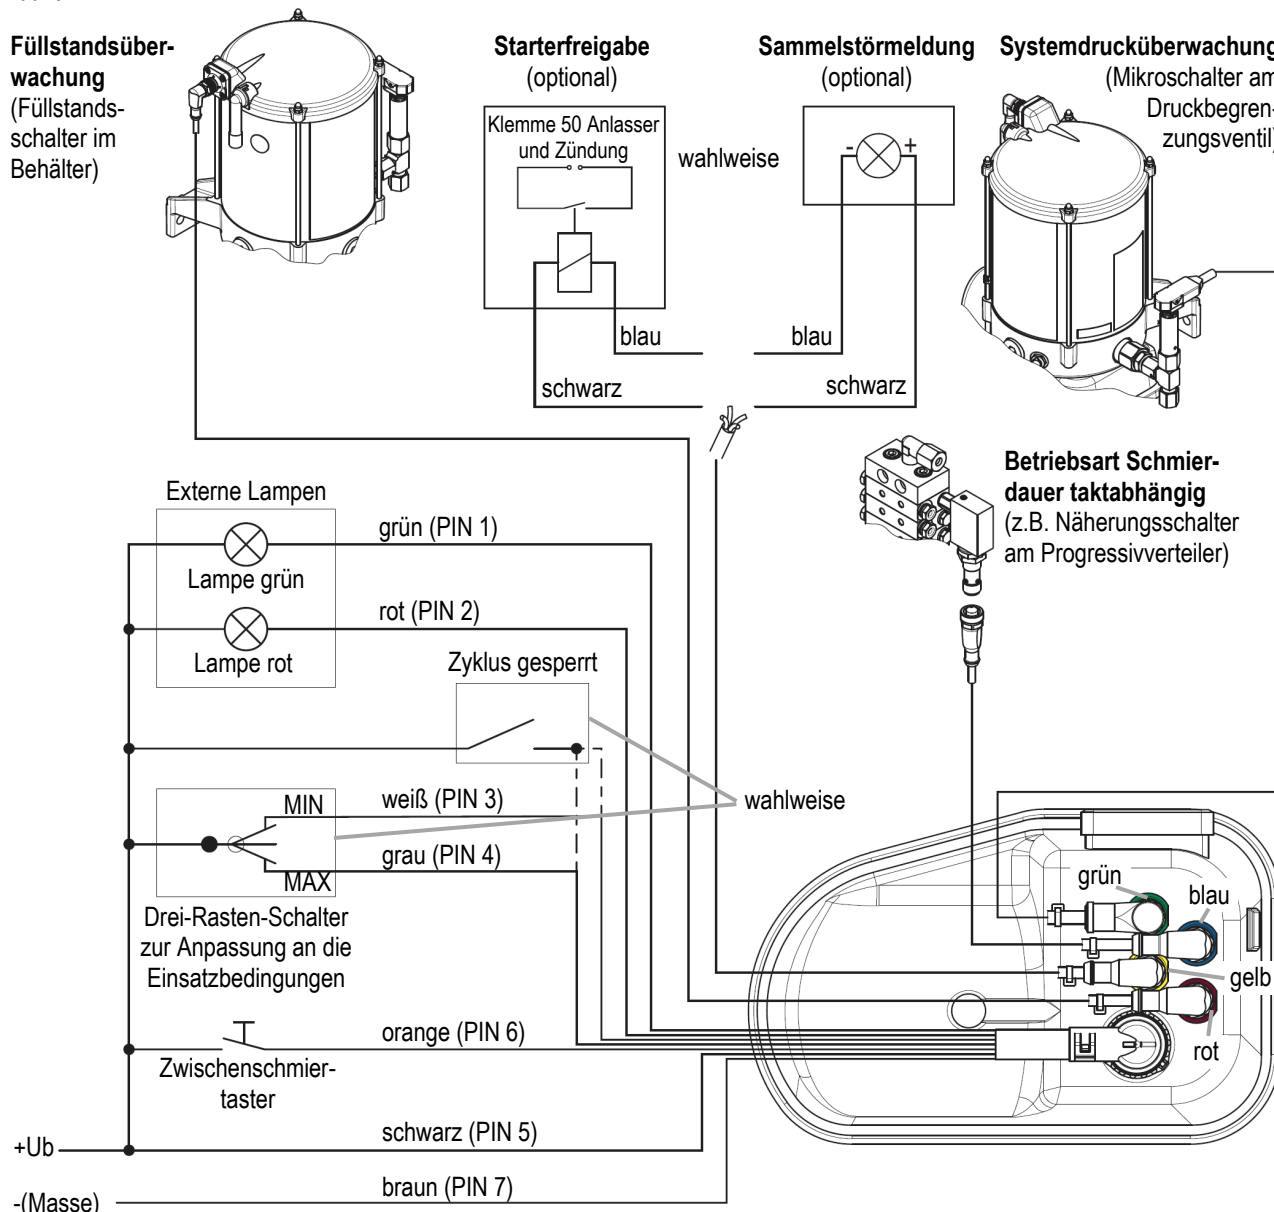 Füllstandsüber-
wachung
(Füllstands-
schalter im
Behälter)
Starterfreigabe
(optional)
Klemme 50 Anlasser
und Zündung
wahlweise
Sammelstörmeldung
(optional)
- +
Systemdrucküberwachung
(Mikroschalter am
Druckbegren-
zungsventil)
blau
blau
schwarz
schwarz
Betriebsart Schmier-
dauer taktabhängig
(z.B. Näherungsschalter
am Progressivverteiler)
Externe Lampen
grün (PIN 1)
Lampe grün
rot (PIN 2)
Lampe rot
Zyklus gesperrt
wahlweise
MIN
weiß (PIN 3)
grau (PIN 4)
MAX
Drei-Rasten-Schalter
zur Anpassung an die
Einsatzbedingungen
grün
blau
gelb
rot
orange (PIN 6)
Zwischenschmier-
taster
schwarz (PIN 5)
+Ub
braun (PIN 7)
-(Masse)